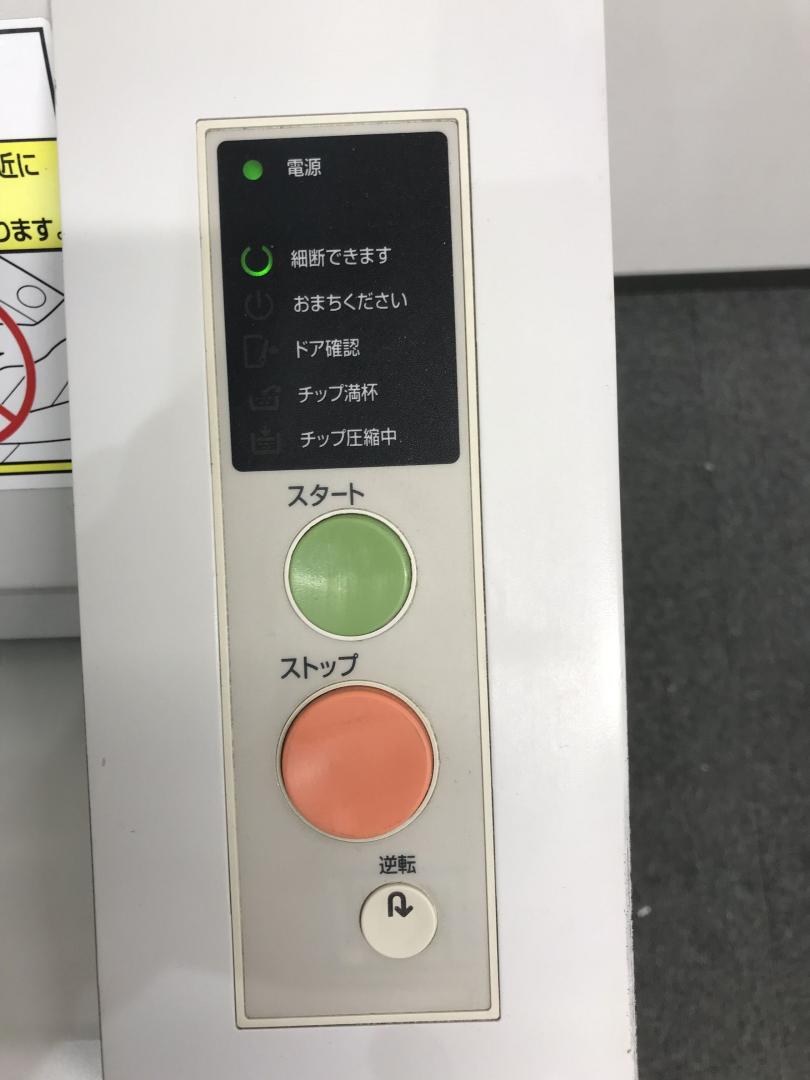 近に
ります。
電源
細断できます
おまちください
ドア確認
チップ満杯
チップ圧縮中
スタート
ストップ
逆転